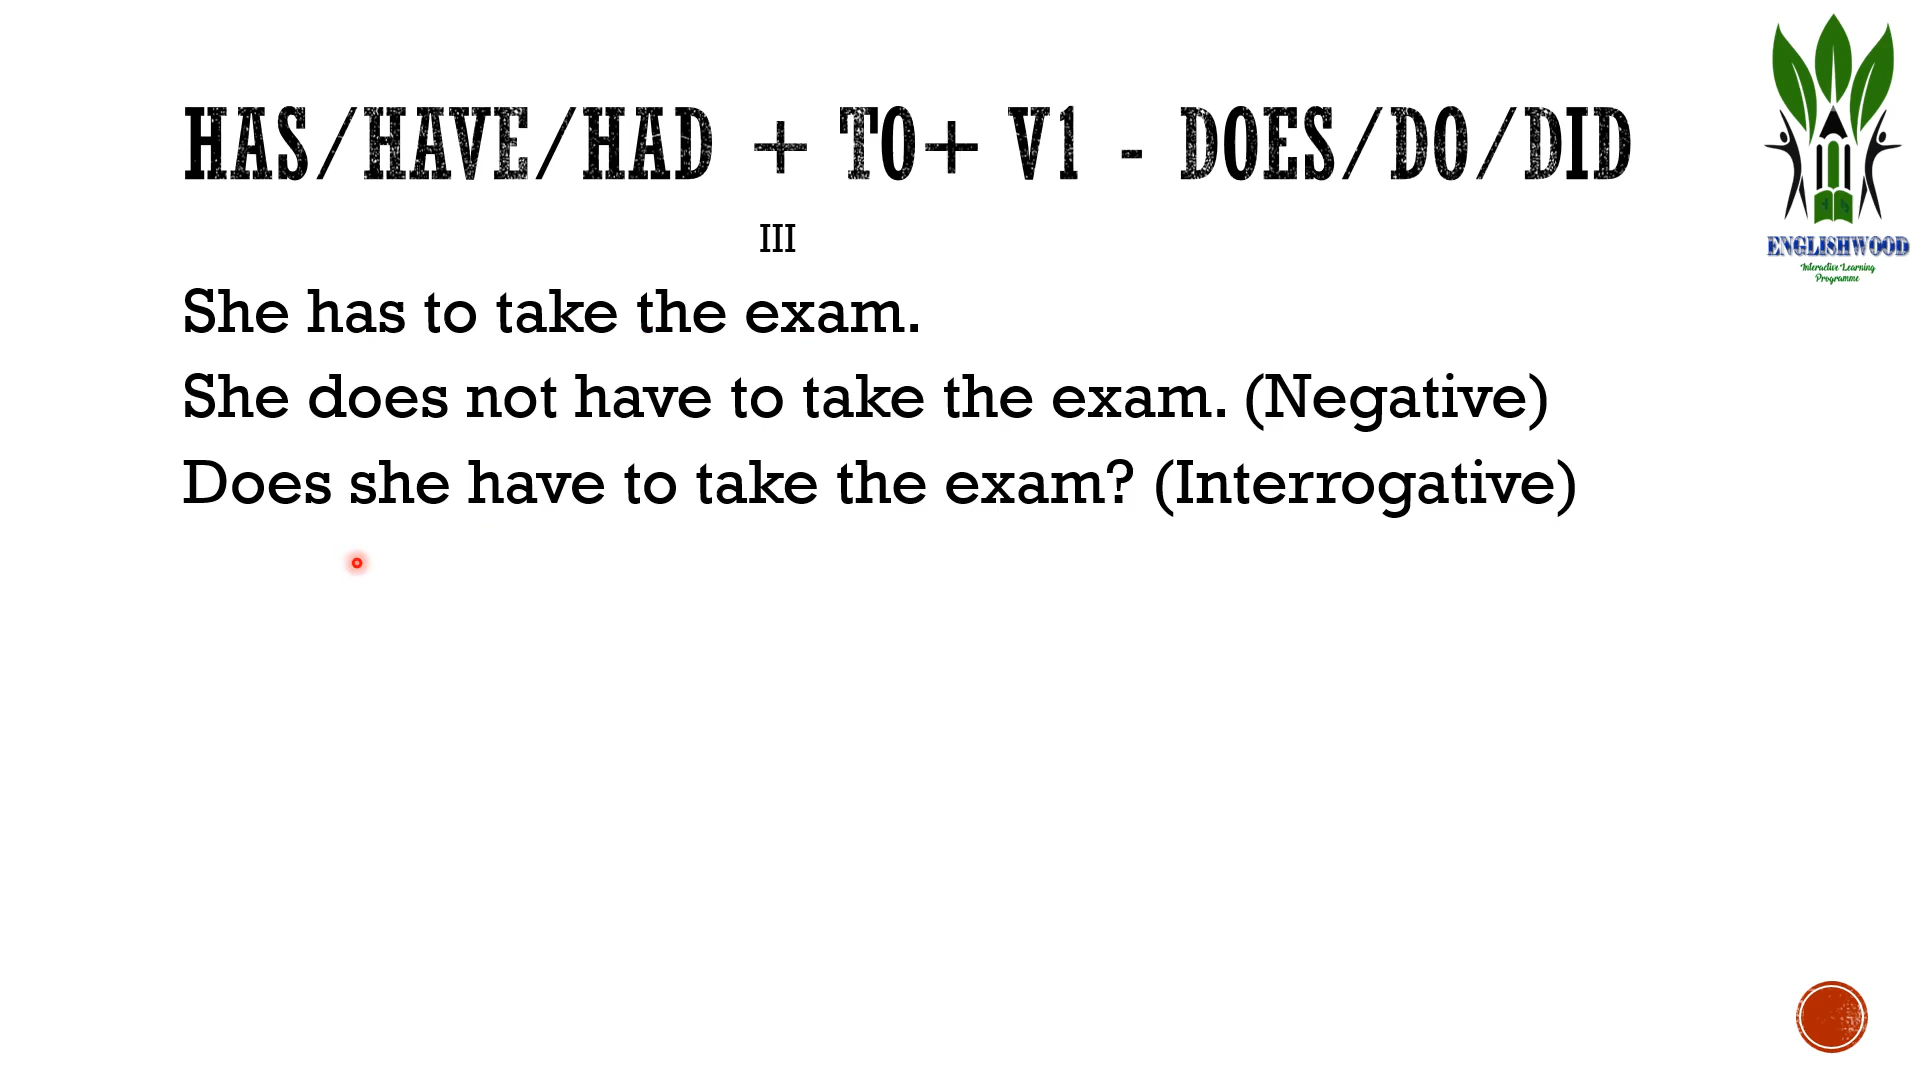 HAS/HAVE/HAD + TO+ V1 - DOES/DO/DID
III
She has to take the exam.
She does not have to take the exam. (Negative)
Does she have to take the exam? (Interrogative)
ENGLISHWOOD
Interactive Learning
Programme